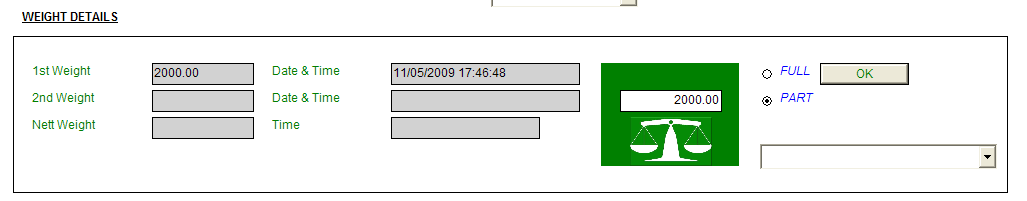 WEIGHT DETAILS
1st Weight 2000.00 Date & Time 11/05/2009 17:46:48 2000.00 FULL OK
2nd Weight Date & Time PART
Nett Weight Time